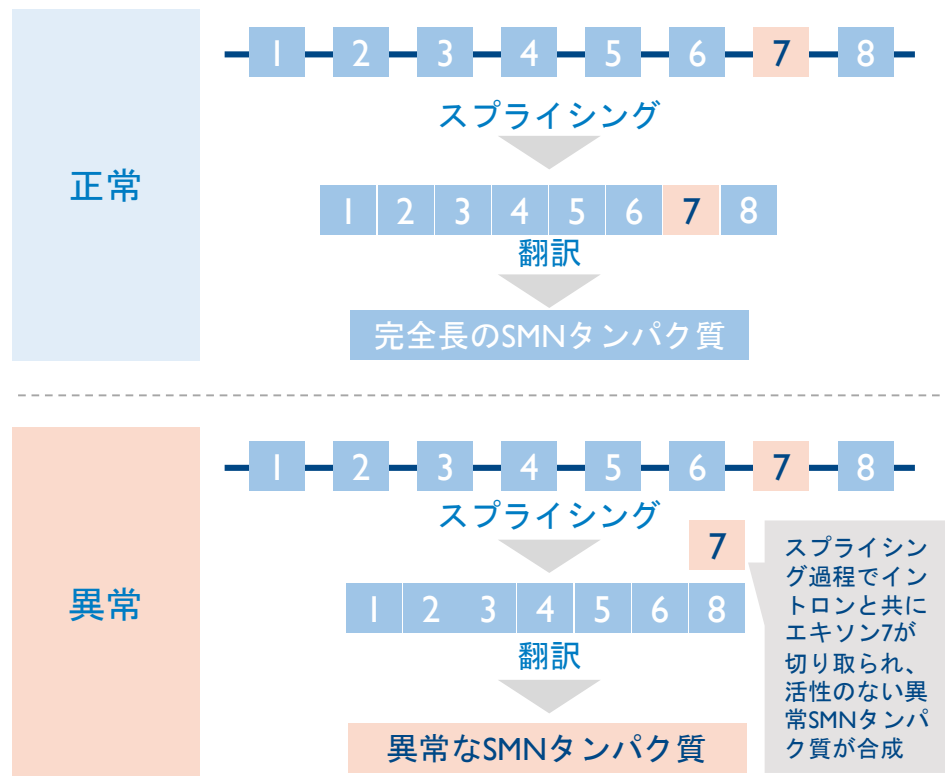 1 2 3 4 5 6 7 8
スプライシング
正常
1 2 3 4 5 6 7 8
翻訳
完全長のSMNタンパク質
1 2 3 4 5 6 7 8
スプライシング
7
異常
1 2 3 4 5 6 8
翻訳
異常なSMNタンパク質
スプライシン
グ過程でイン
トロンと共に
エキソン7が
切り取られ、
活性のない異
常SMNタンパ
ク質が合成